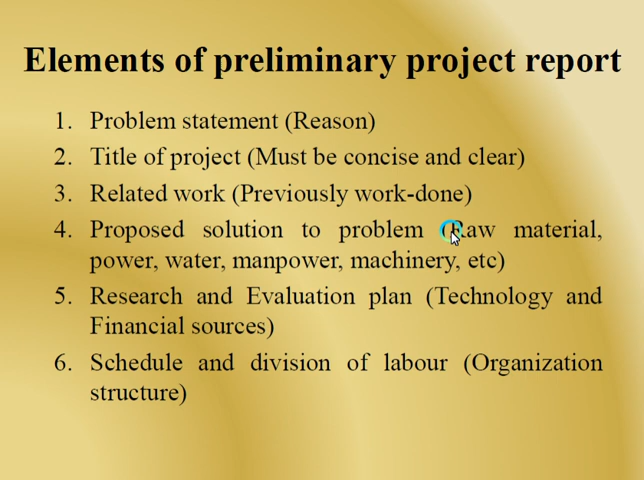 Elements of preliminary project report
1. Problem statement (Reason)
2. Title of project (Must be concise and clear)
3. Related work (Previously work-done)
4. Proposed solution to problem (Raw material,
power, water, manpower, machinery, etc)
5. Research and Evaluation plan (Technology and
Financial sources)
6. Schedule and division of labour (Organization
structure)